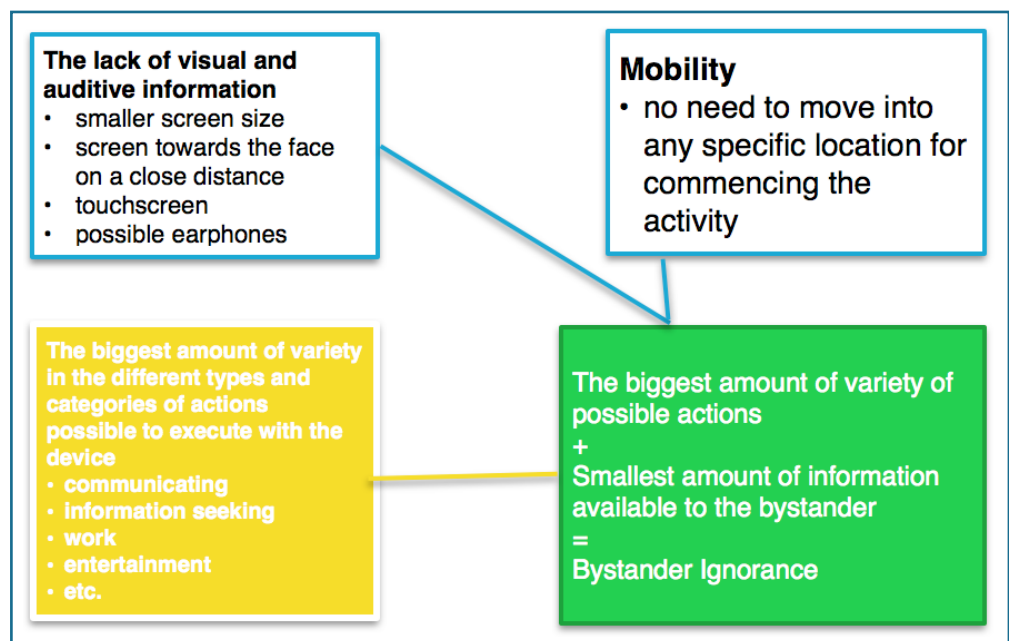 The lack of visual and
auditive information
• smaller screen size
• screen towards the face
on a close distance
• touchscreen
• possible earphones
Mobility
• no need to move into
any specific location for
commencing the
activity
The biggest amount of variety
in the different types and
categories of actions
possible to execute with the
device
• communicating
• information seeking
• work
• entertainment
• etc.
The biggest amount of variety of
possible actions
+
Smallest amount of information
available to the bystander
=
Bystander Ignorance